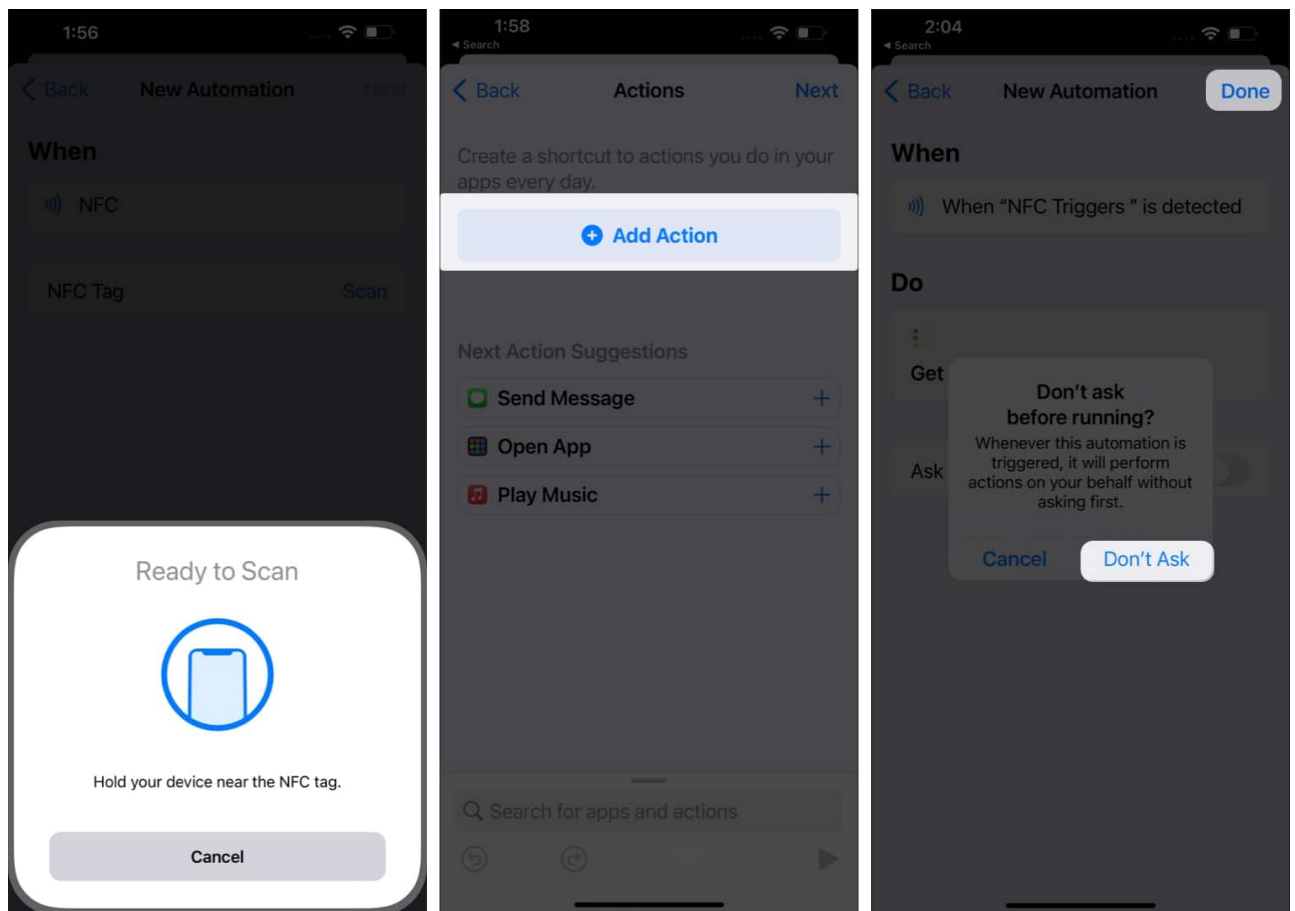 1:56
Back New Automation Next
When
NFC
NFC Tag Scan
Ready to Scan
Hold your device near the NFC tag.
Cancel
1:58
Search
Back Actions Next
Create a shortcut to actions you do in your
apps every day.
Add Action
Next Action Suggestions
Send Message
Open App
Play Music
Search for apps and actions
2:04
Search
Back New Automation Done
When
When “NFC Triggers ” is detected
Do
Get
Ask
Don’t ask
before running?
Whenever this automation is
triggered, it will perform
actions on your behalf without
asking first.
Cancel Don’t Ask